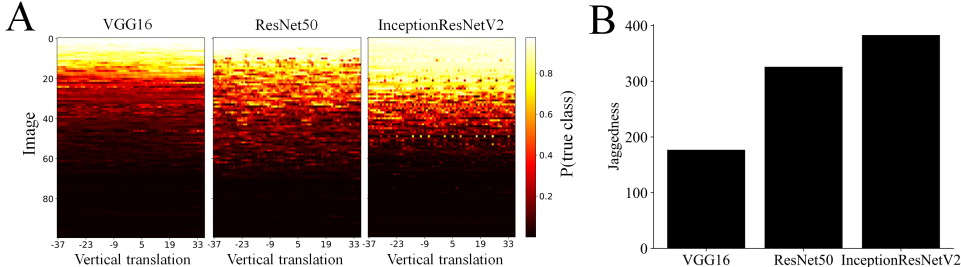 A
VGG16
ResNet50
InceptionResNetV2
Image
0
20
40
60
80
-37 -23 -9 5 19 33
-37 -23 -9 5 19 33
-37 -23 -9 5 19 33
Vertical translation
Vertical translation
Vertical translation
0.8
0.6
0.4
0.2
P(true class)
B
Jaggedness
400
300
200
100
0
VGG16
ResNet50
InceptionResNetV2